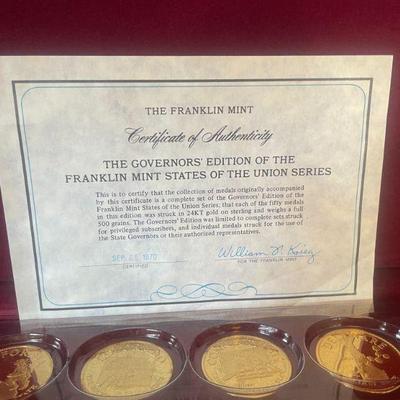 THE FRANKLIN MINT
Certificate of Authenticity
THE GOVERNORS' EDITION OF THE
FRANKLIN MINT STATES OF THE UNION SERIES
This is to certify that the collection of medals originally accompanied
by this certificate is a complete set of the Governors' Edition of the
Franklin Mint States of the Union Series; that each of the fifty medals
in this edition was struck in 24KT gold on sterling and weighs a full
500 grains. The Governors' Edition was limited to complete sets struck
for privileged subscribers, and individual medals struck for the use of
the State Governors or their authorized representatives.
1970
CERTIFIED
William
FOR THE FRANKLIN MINT